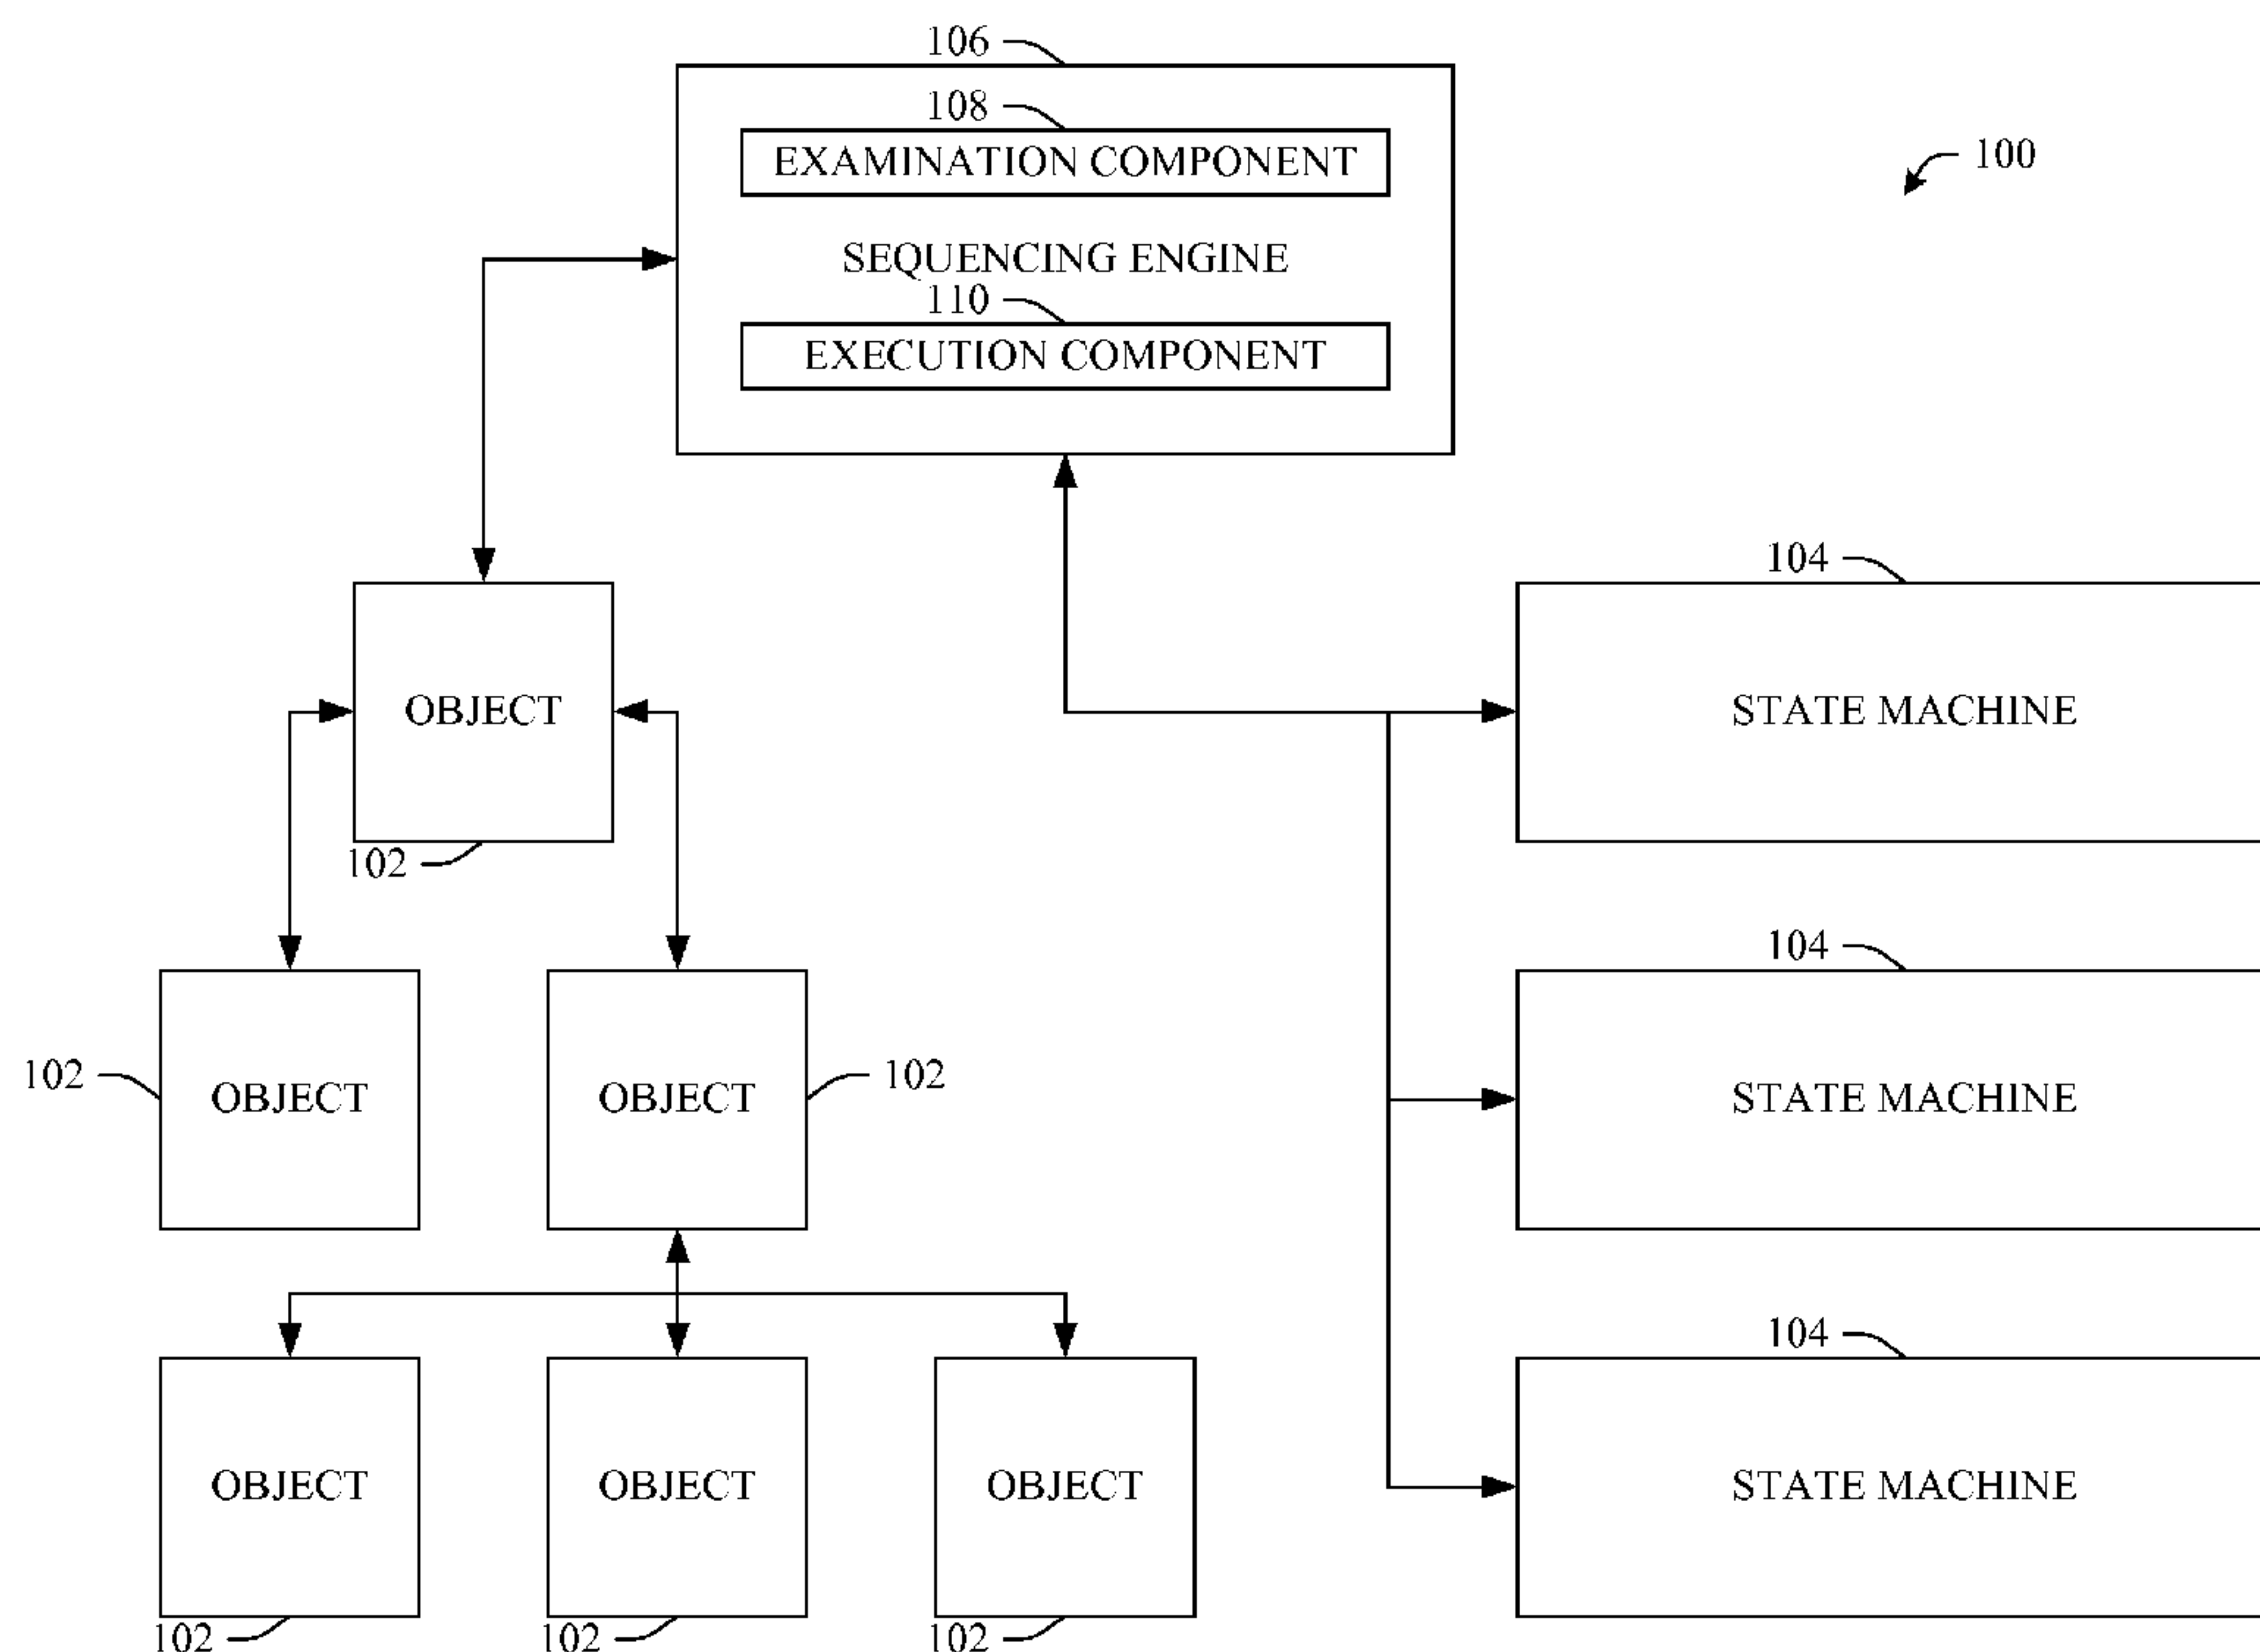 106
108
EXAMINATION COMPONENT
100
SEQUENCING ENGINE
110
EXECUTION COMPONENT
104
OBJECT
STATE MACHINE
102
104
102
OBJECT
OBJECT
102
STATE MACHINE
104
OBJECT
OBJECT
OBJECT
STATE MACHINE
102
102
102